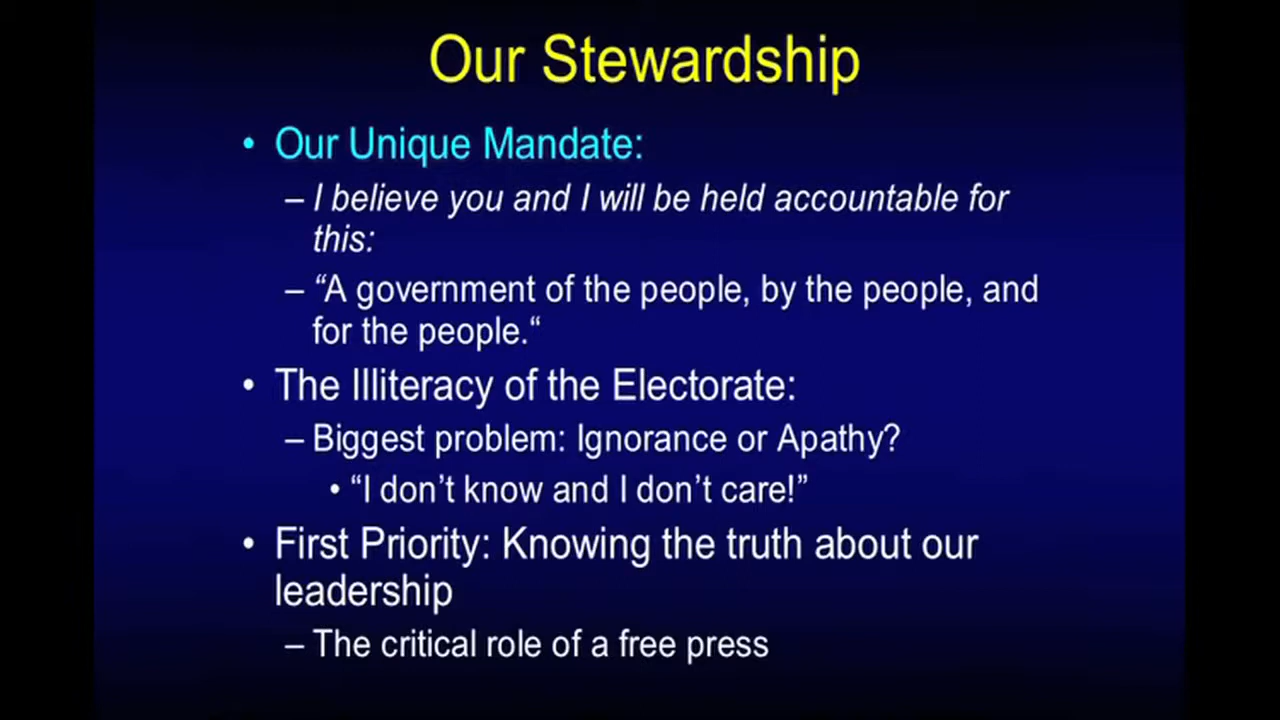 Our Stewardship
• Our Unique Mandate:
– I believe you and I will be held accountable for
this:
– “A government of the people, by the people, and
for the people.“
• The Illiteracy of the Electorate:
– Biggest problem: Ignorance or Apathy?
• “I don’t know and I don’t care!”
• First Priority: Knowing the truth about our
leadership
– The critical role of a free press